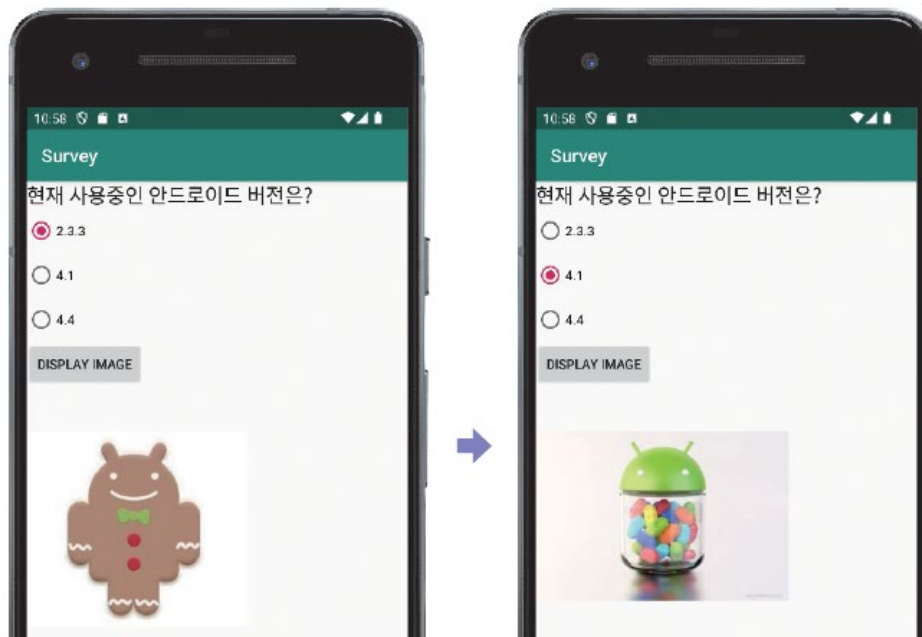 10:58
Survey
현재 사용중인 안드로이드 버전은?
2.3.3
4.1
4.4
DISPLAY IMAGE
10:58
Survey
현재 사용중인 안드로이드 버전은?
2.3.3
4.1
4.4
DISPLAY IMAGE